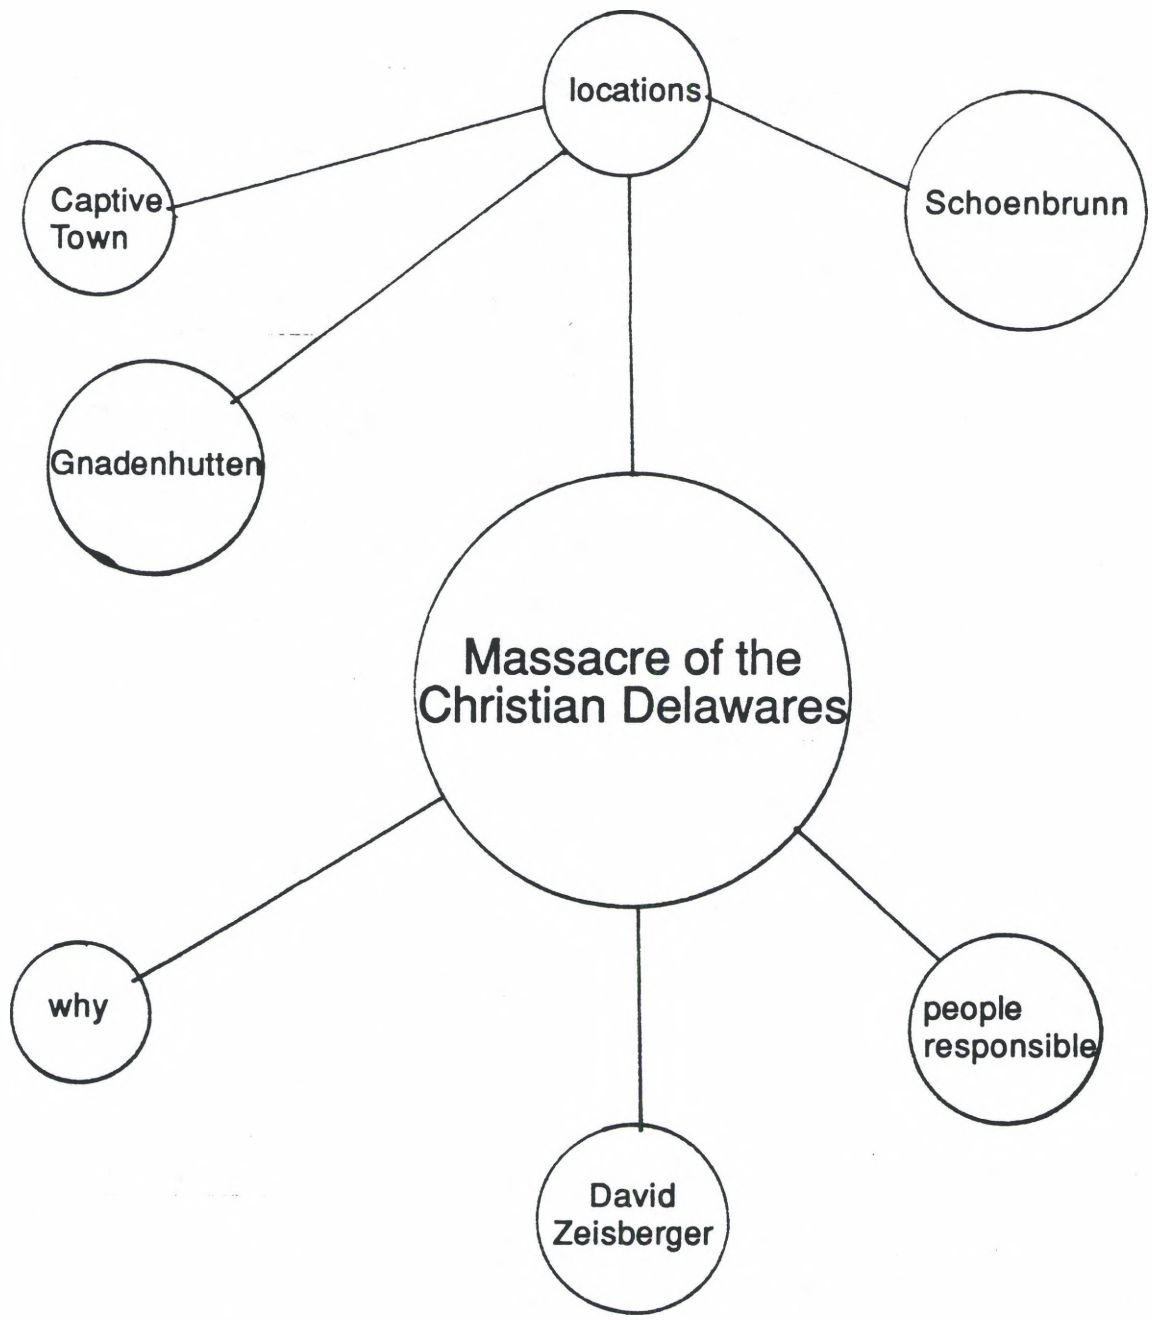 locations
Captive
Town
Schoenbrunn
Gnadenhutten
Massacre of the
Christian Delawares
why
people
responsible
David
Zeisberger